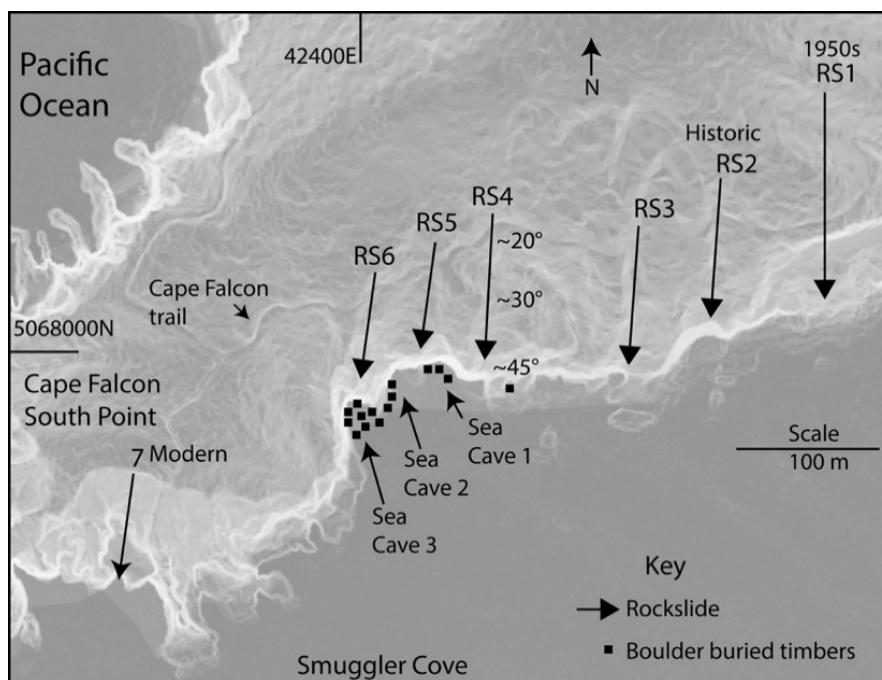 Pacific
Ocean
42400E
N
1950s
RS1
Historic
RS2
RS3
RS4
RS5
RS6
~20°
~30°
~45°
Cape Falcon
trail
5068000N
Cape Falcon
South Point
7 Modern
Sea
Cave 1
Sea
Cave 2
Sea
Cave 3
Scale
100 m
Key
Rockslide
Boulder buried timbers
Smuggler Cove